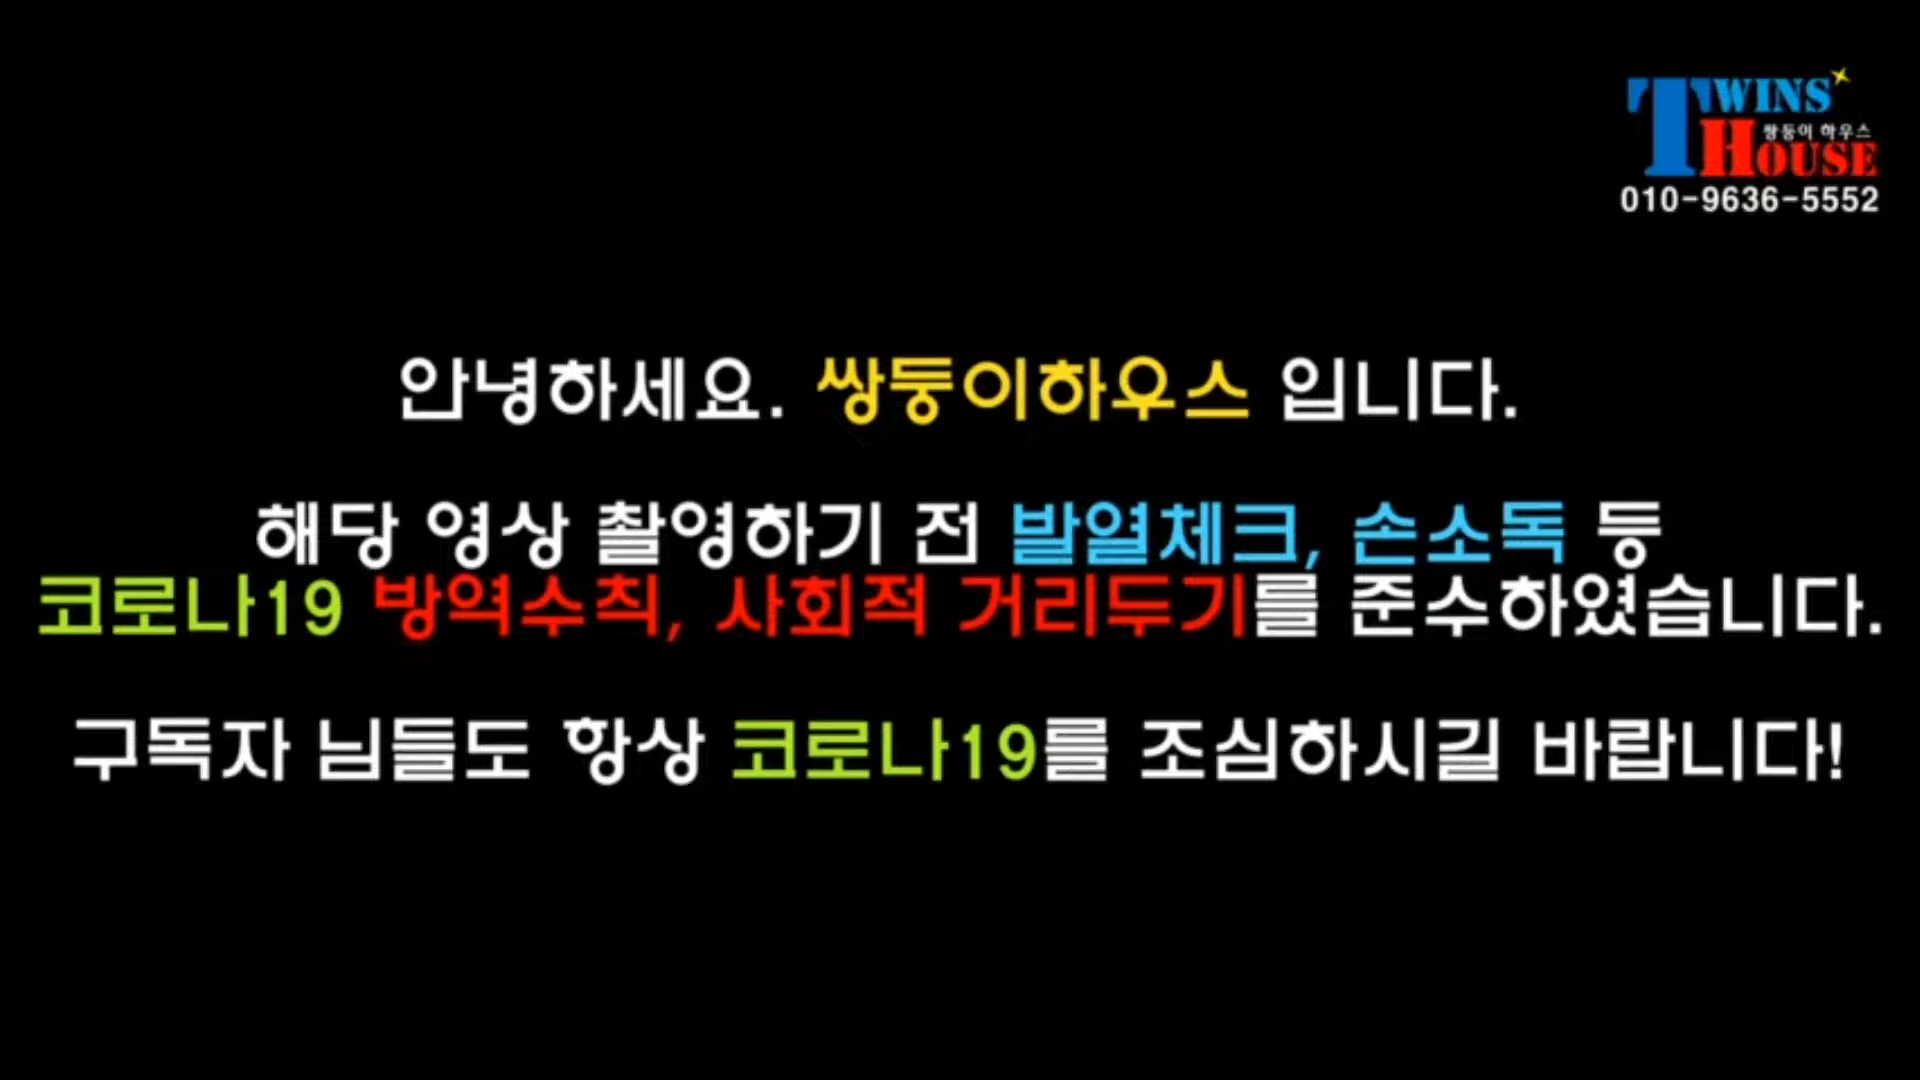 TWINS
쌍둥이 하우스
HOUSE
010-9636-5552
안녕하세요. 쌍둥이하우스 입니다.
해당 영상 촬영하기 전 발열체크, 손소독 등
코로나19 방역수칙, 사회적 거리두기를 준수하였습니다.
구독자 님들도 항상 코로나19를 조심하시길 바랍니다!